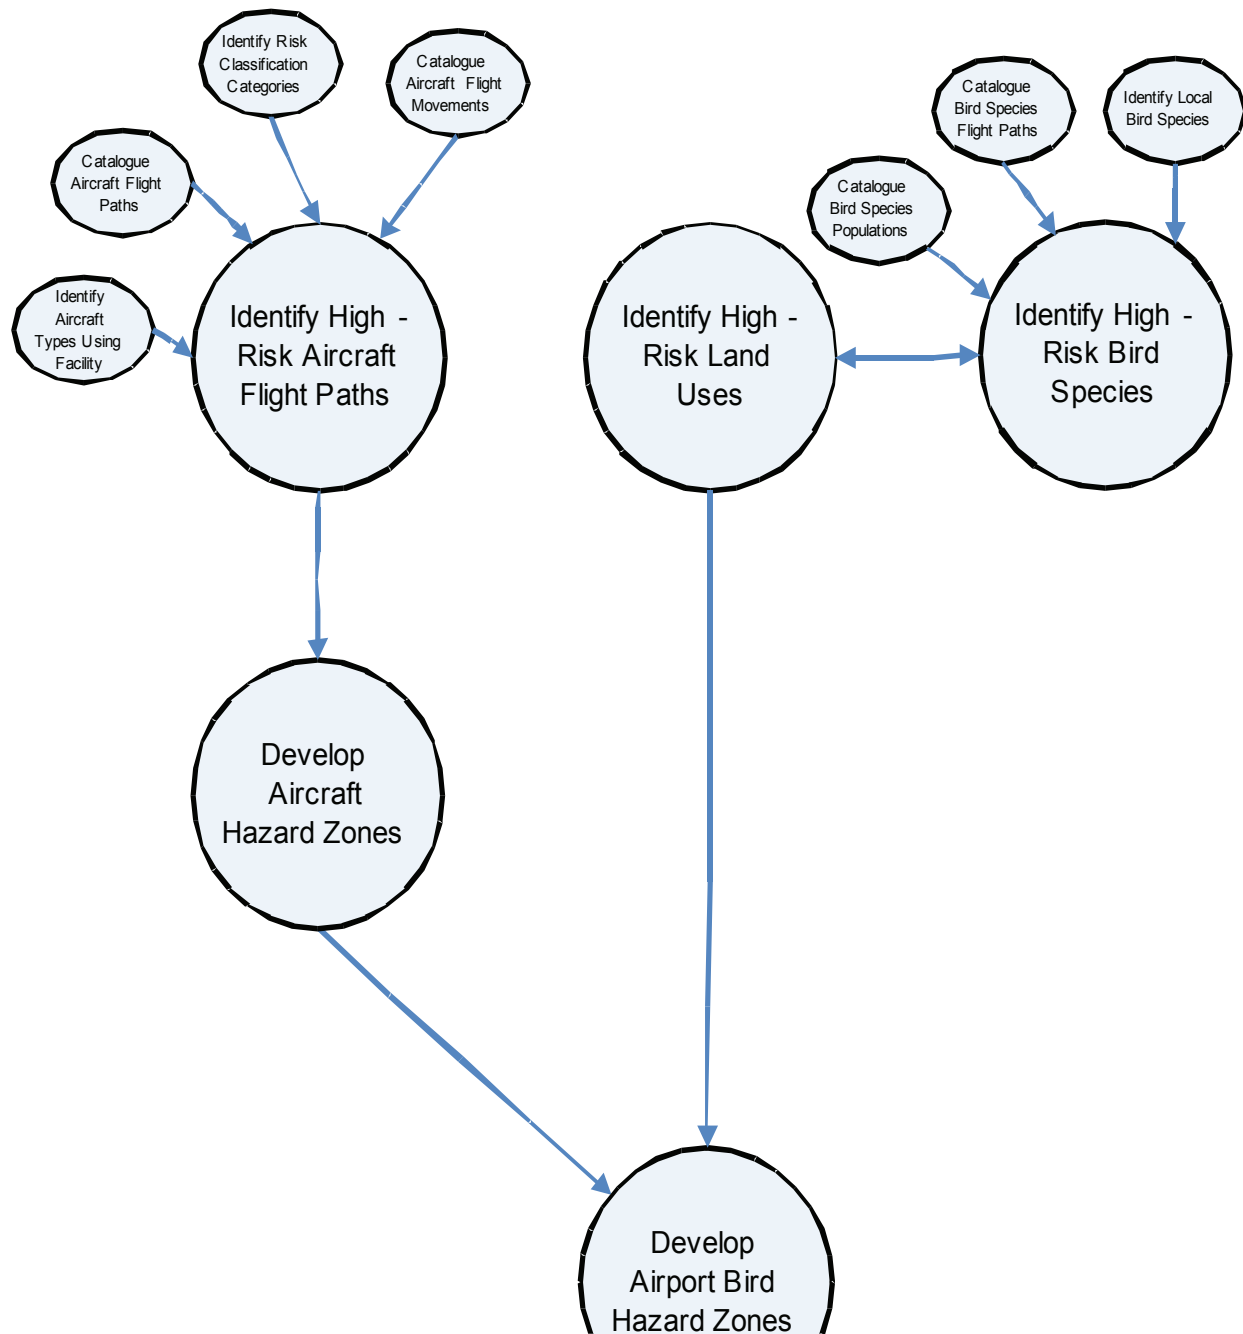 Identify Risk
Classification
Categories
Catalogue
Aircraft Flight
Movements
Catalogue
Bird Species
Flight Paths
Identify Local
Bird Species
Catalogue
Aircraft Flight
Paths
Catalogue
Bird Species
Populations
Identify
Aircraft
Types Using
Facility
Identify High -
Risk Aircraft
Flight Paths
Identify High -
Risk Land
Uses
Identify High -
Risk Bird
Species
Develop
Aircraft
Hazard Zones
Develop
Airport Bird
Hazard Zones